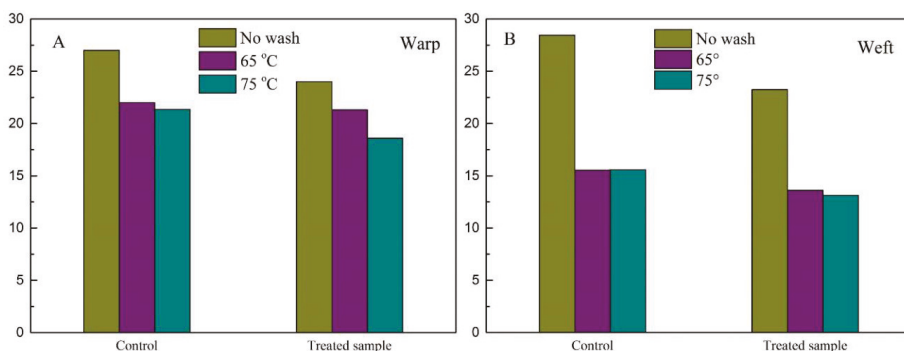 30
25
20
15
10
5
0
A
No wash
65 °C
75 °C
Warp
Control
Treated sample
30
25
20
15
10
5
0
B
No wash
65°
75°
Weft
Control
Treated sample